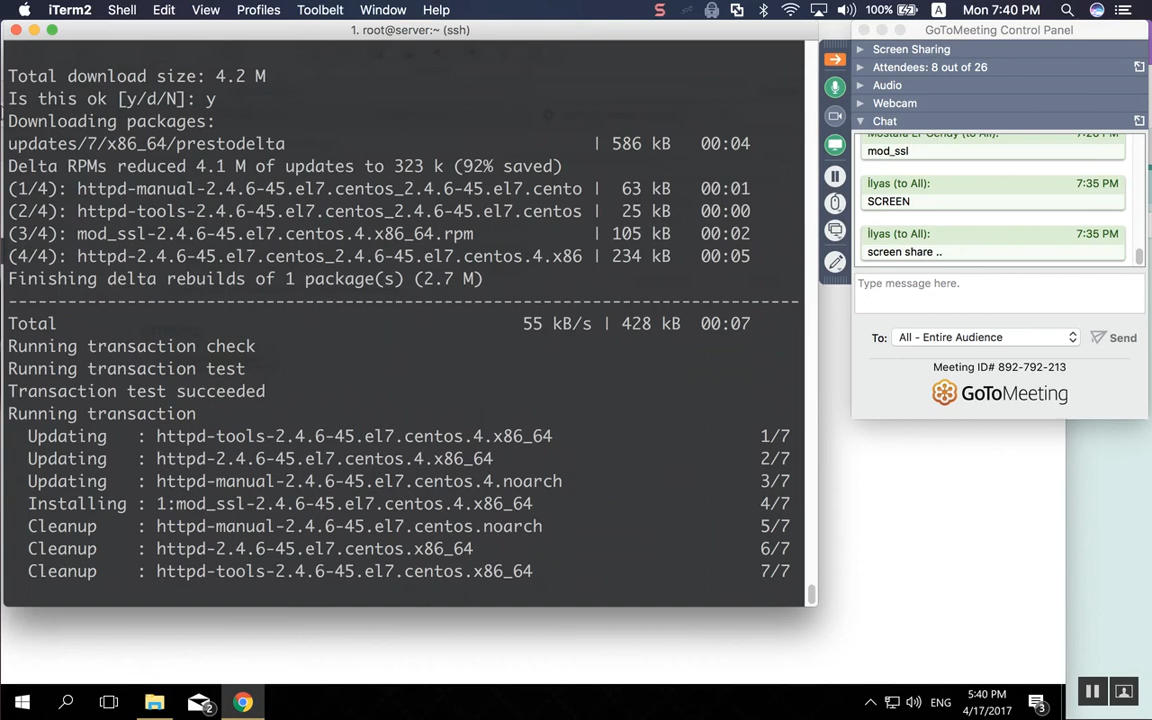 iTerm2 Shell Edit View Profiles Toolbelt Window Help 100% A Mon 7:40 PM
1. root@server:~ (ssh)
Total download size: 4.2 M
Is this ok [y/d/N]: y
Downloading packages:
updates/7/x86_64/prestodelta | 586 kB 00:04
Delta RPMs reduced 4.1 M of updates to 323 k (92% saved)
(1/4): httpd-manual-2.4.6-45.el7.centos_2.4.6-45.el7.cento | 63 kB 00:01
(2/4): httpd-tools-2.4.6-45.el7.centos_2.4.6-45.el7.centos | 25 kB 00:00
(3/4): mod_ssl-2.4.6-45.el7.centos.4.x86_64.rpm | 105 kB 00:02
(4/4): httpd-2.4.6-45.el7.centos_2.4.6-45.el7.centos.4.x86 | 234 kB 00:05
Finishing delta rebuilds of 1 package(s) (2.7 M)
--------------------------------------------------------------------------------
Total 55 kB/s | 428 kB 00:07
Running transaction check
Running transaction test
Transaction test succeeded
Running transaction
Updating : httpd-tools-2.4.6-45.el7.centos.4.x86_64 1/7
Updating : httpd-2.4.6-45.el7.centos.4.x86_64 2/7
Updating : httpd-manual-2.4.6-45.el7.centos.4.noarch 3/7
Installing : 1:mod_ssl-2.4.6-45.el7.centos.4.x86_64 4/7
Cleanup : httpd-manual-2.4.6-45.el7.centos.noarch 5/7
Cleanup : httpd-2.4.6-45.el7.centos.x86_64 6/7
Cleanup : httpd-tools-2.4.6-45.el7.centos.x86_64 7/7
GoToMeeting Control Panel
Screen Sharing
Attendees: 8 out of 26
Audio
Webcam
Chat
mod_ssl
İlyas (to All): 7:35 PM
SCREEN
İlyas (to All): 7:35 PM
screen share ..
Type message here.
To: All - Entire Audience Send
Meeting ID# 892-792-213
GoToMeeting
2
ENG
5:40 PM
4/17/2017
3